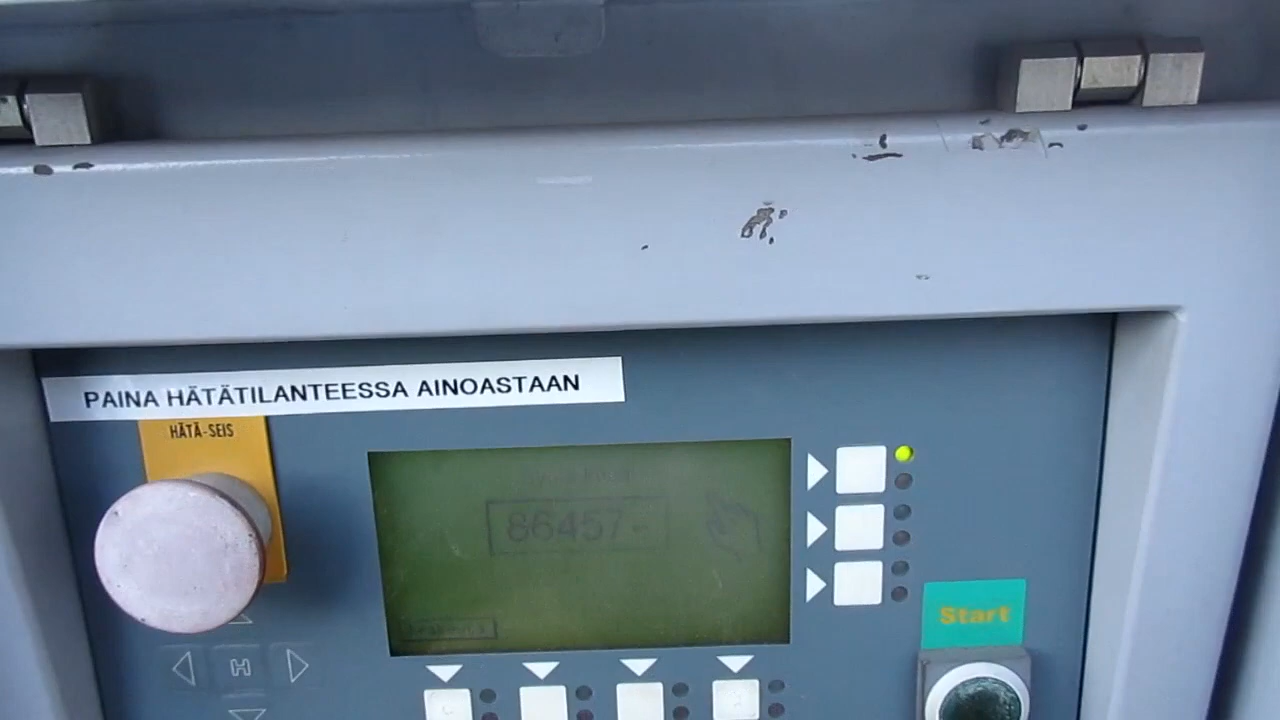 PAINA HÄTÄTILANTEESSA AINOASTAAN
HÄTÄ-SEIS
86457-
H
Start